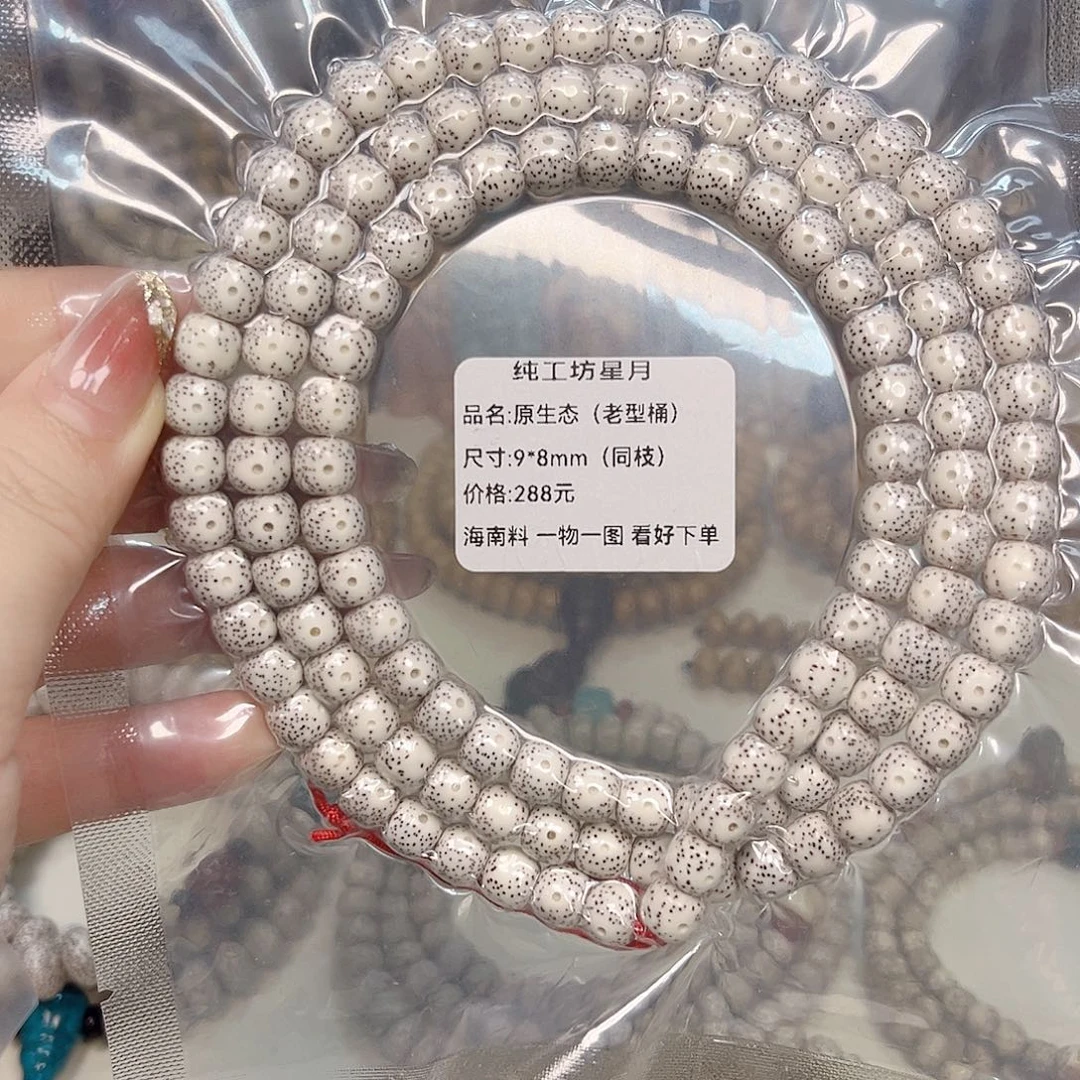 纯工坊星月
品名:原生态（老型桶）
尺寸:9*8mm（同枝）
价格:288元
海南料 一物一图 看好下单